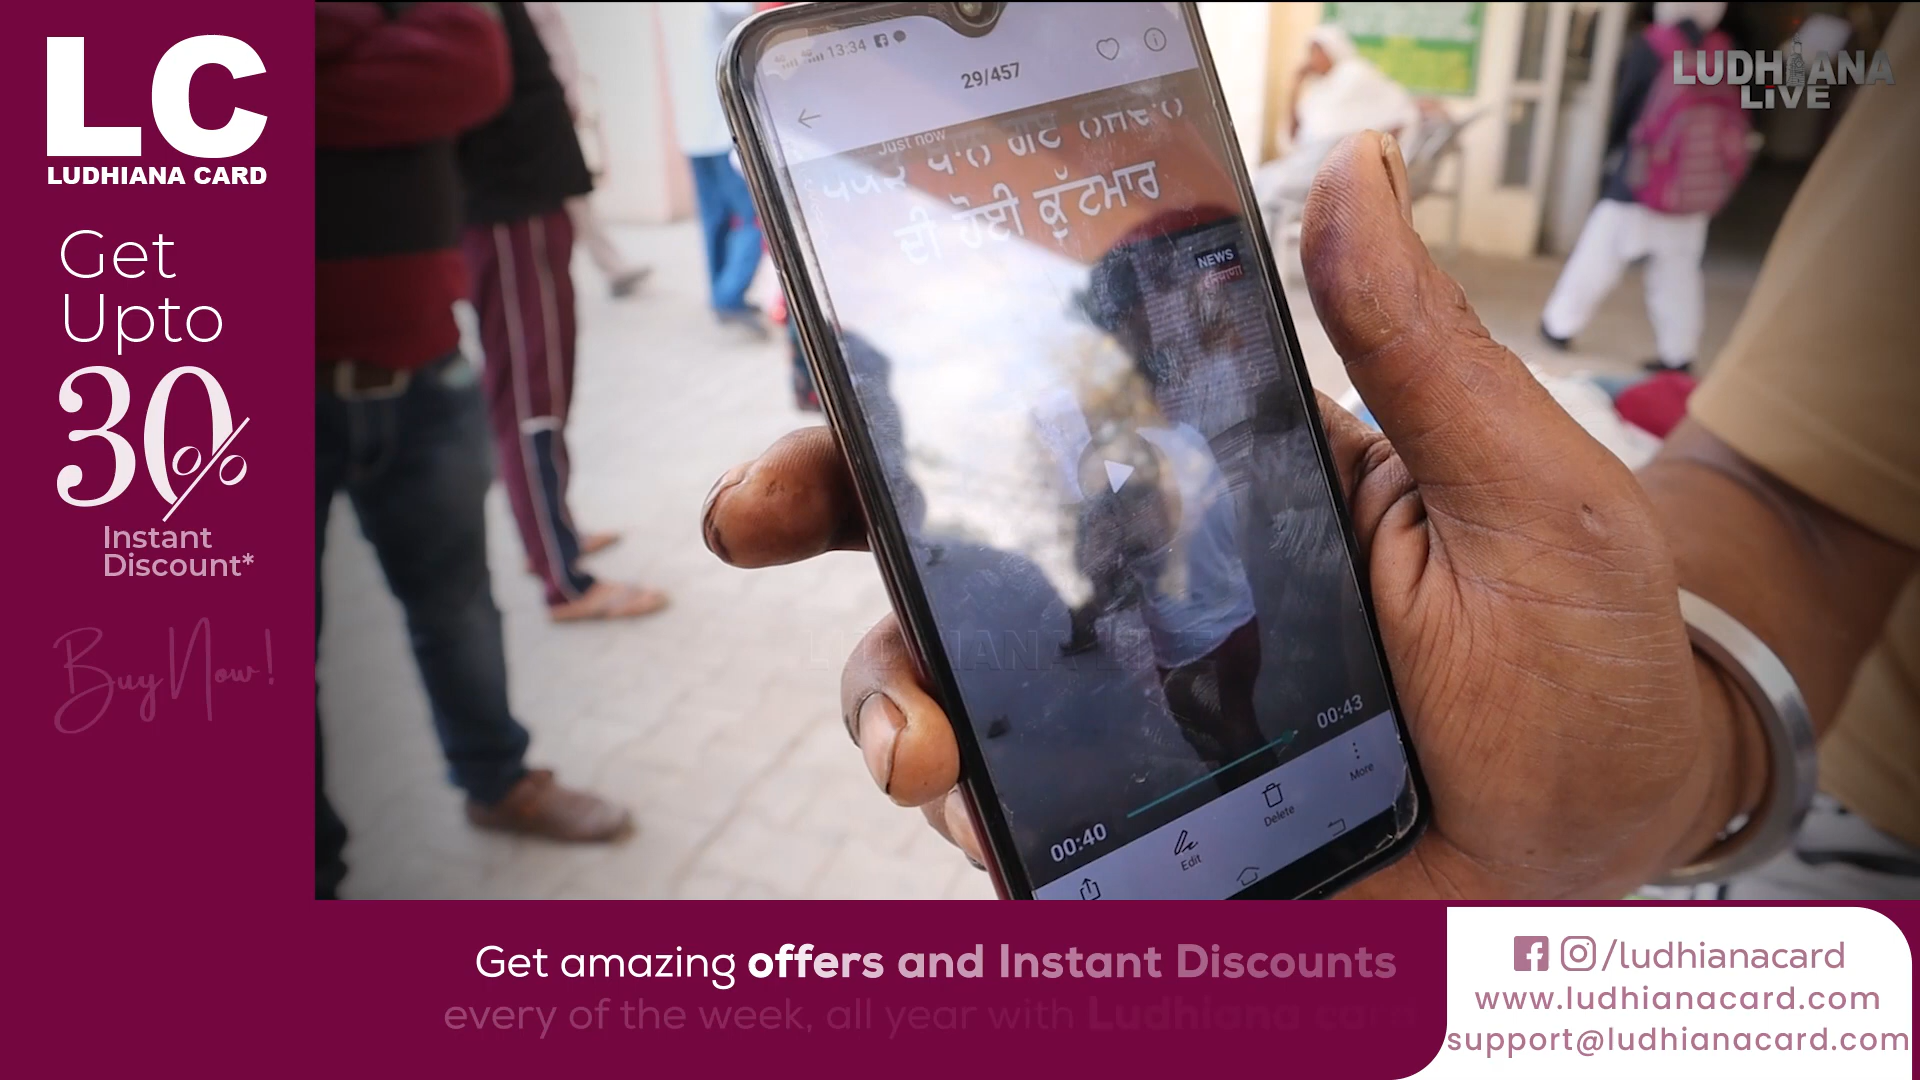 LC
LUDHIANA CARD
Get
Upto
30%
Instant
Discount*
Buy Now!
13:34
29/457
Just now
ਦੀ ਹੋਈ ਕੁੱਟਮਾਰ
NEWS
00:43
00:40
Edit
Delete
More
LUDHIANA
LiVE
LUDHIANA LIVE
Get amazing offers and Instant Discounts
every of the week, all year with Ludhiana card
/ludhianacard
www.ludhianacard.com
support@ludhianacard.com